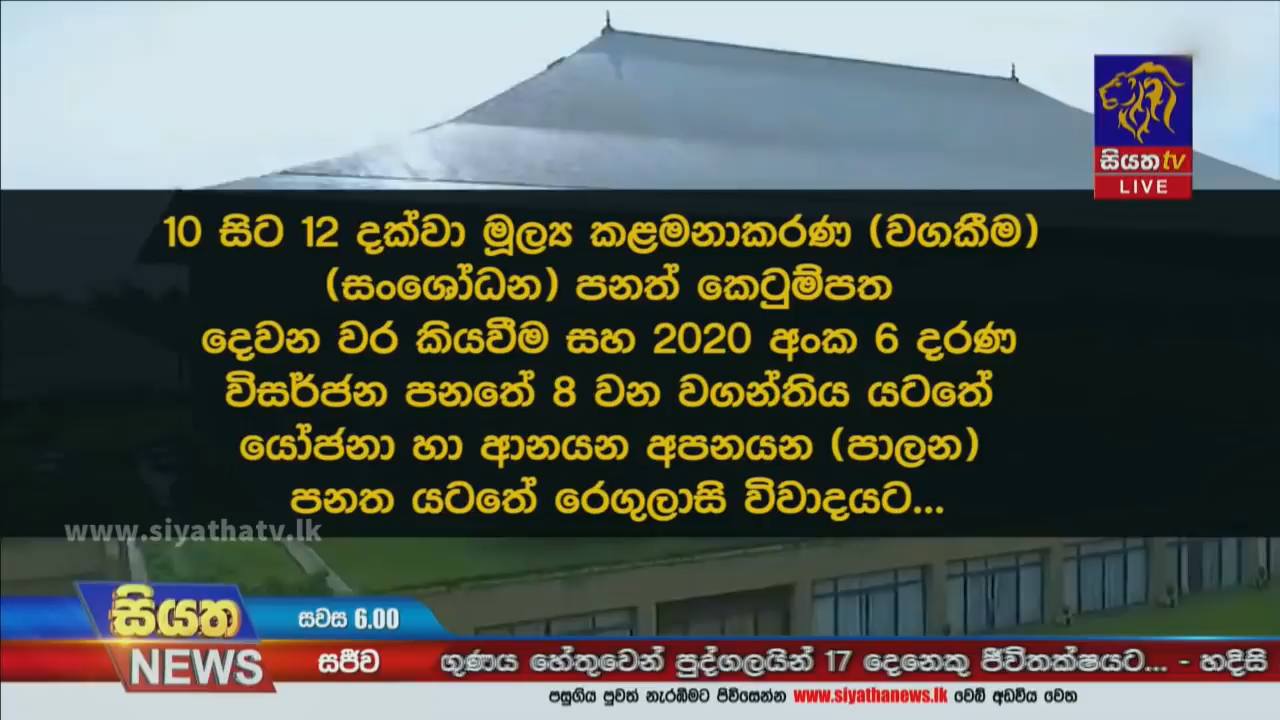 සියත tv
LIVE
10 සිට 12 දක්වා මූල්‍ය කළමනාකරණ (වගකීම)
(සංශෝධන) පනත් කෙටුම්පත
දෙවන වර කියවීම සහ 2020 අංක 6 දරණ
විසර්ජන පනතේ 8 වන වගන්තිය යටතේ
යෝජනා හා ආනයන අපනයන (පාලන)
පනත යටතේ රෙගුලාසි විවාදයට...
www.siyathatv.lk
සියත NEWS
සවස 6.00
සජීව ගුණය හේතුවෙන් පුද්ගලයින් 17 දෙනෙකු ජීවිතක්ෂයට... - හදිසි
පසුගිය පුවත් නැරඹීමට පිවිසෙන්න www.siyathanews.lk වෙබ් අඩවිය වෙත